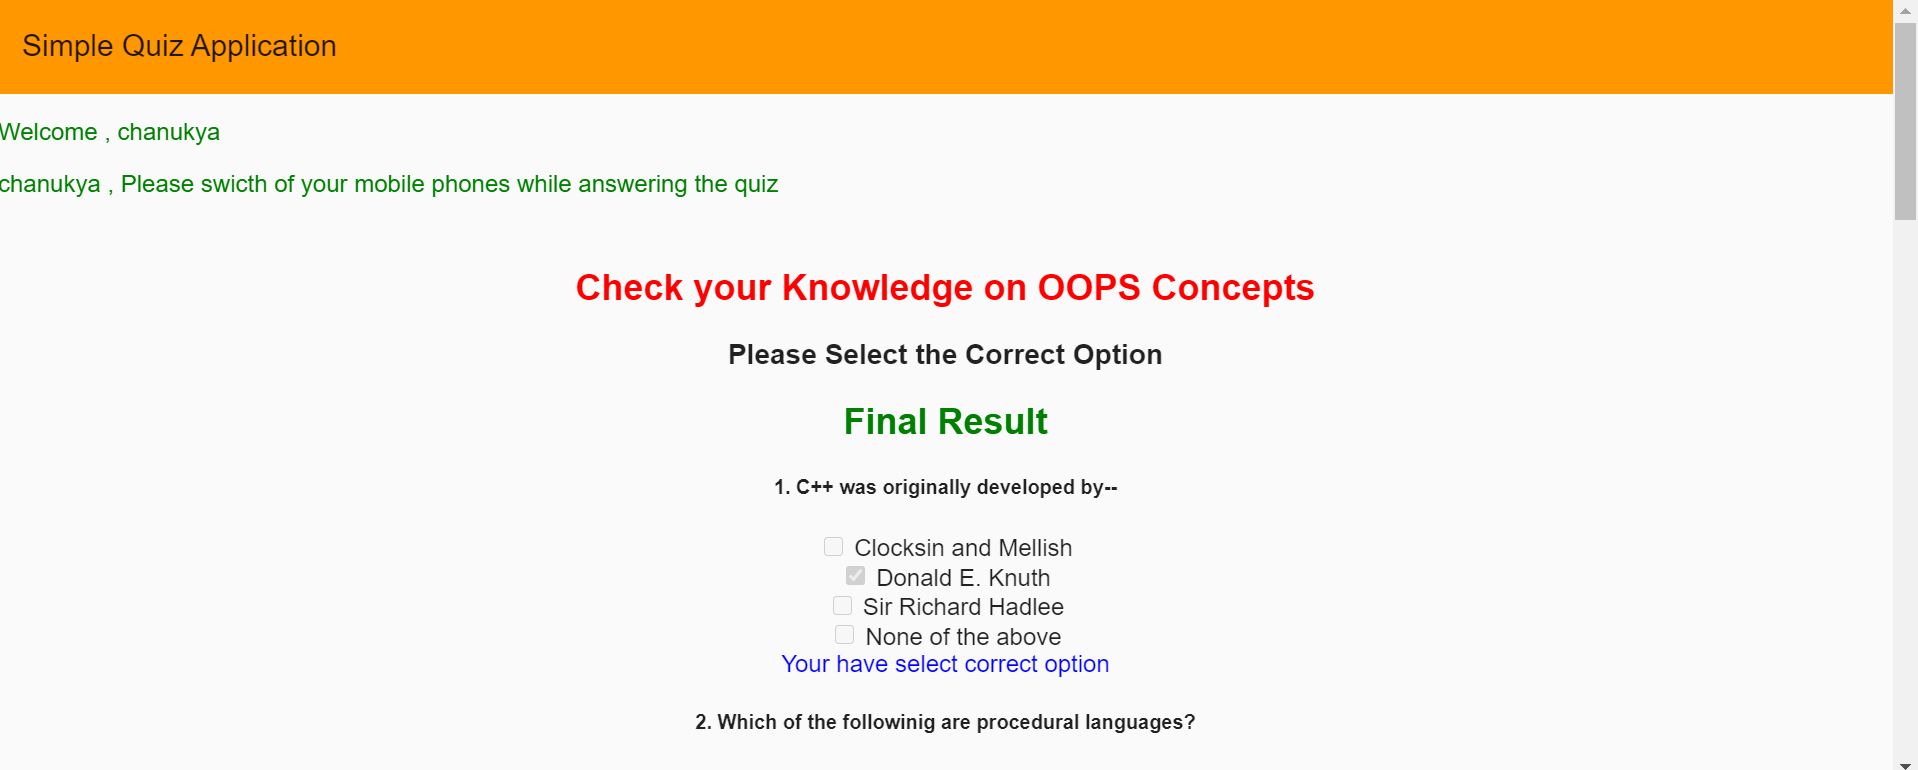 Simple Quiz Application
Welcome , chanukya
chanukya , Please swicth of your mobile phones while answering the quiz
Check your Knowledge on OOPS Concepts
Please Select the Correct Option
Final Result
1. C++ was originally developed by--
Clocksin and Mellish
Donald E. Knuth
Sir Richard Hadlee
None of the above
Your have select correct option
2. Which of the followinig are procedural languages?